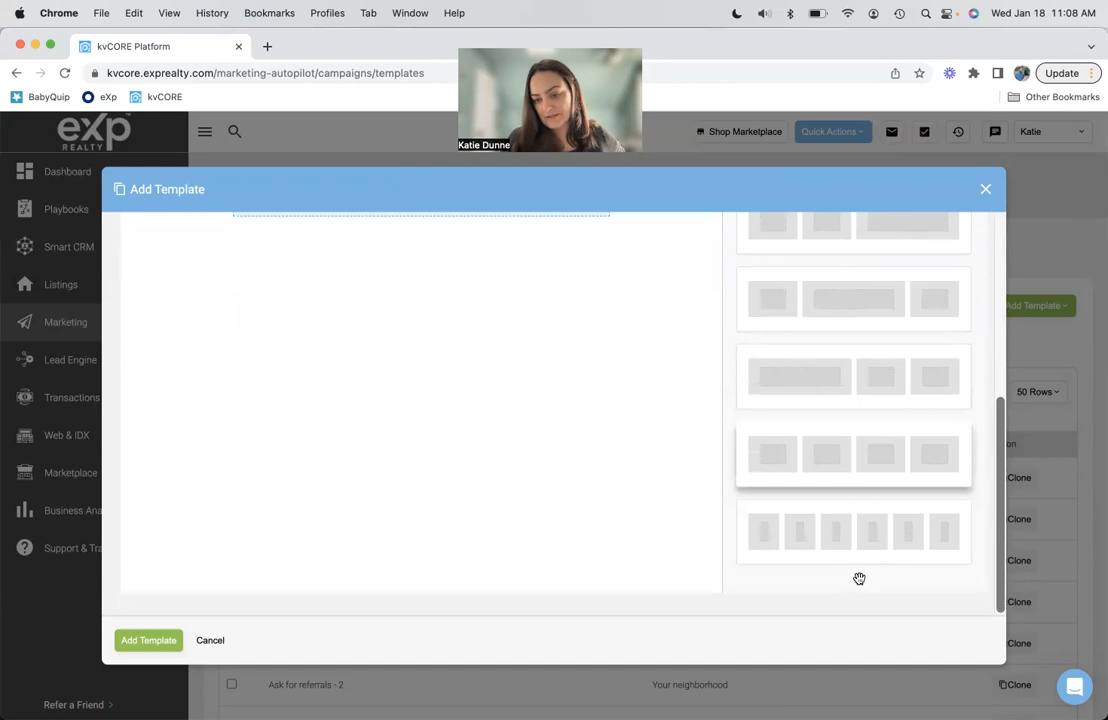 Chrome File Edit View History Bookmarks Profiles Tab Window Help
Wed Jan 18 11:08 AM
kvCORE Platform
kvcore.exprealty.com/marketing-autopilot/campaigns/templates
Update
BabyQuip eXp kvCORE
Other Bookmarks
Katie Dunne
exp
REALTY
Shop Marketplace
Quick Actions
Katie
Dashboard
Playbooks
Smart CRM
Listings
Marketing
Lead Engine
Transactions
Web & IDX
Marketplace
Business Ana
Support & Tra
Refer a Friend
Add Template
Add Template
50 Rows
on
Clone
Clone
Clone
Clone
Clone
Add Template Cancel
Ask for referrals - 2 Your neighborhood Clone